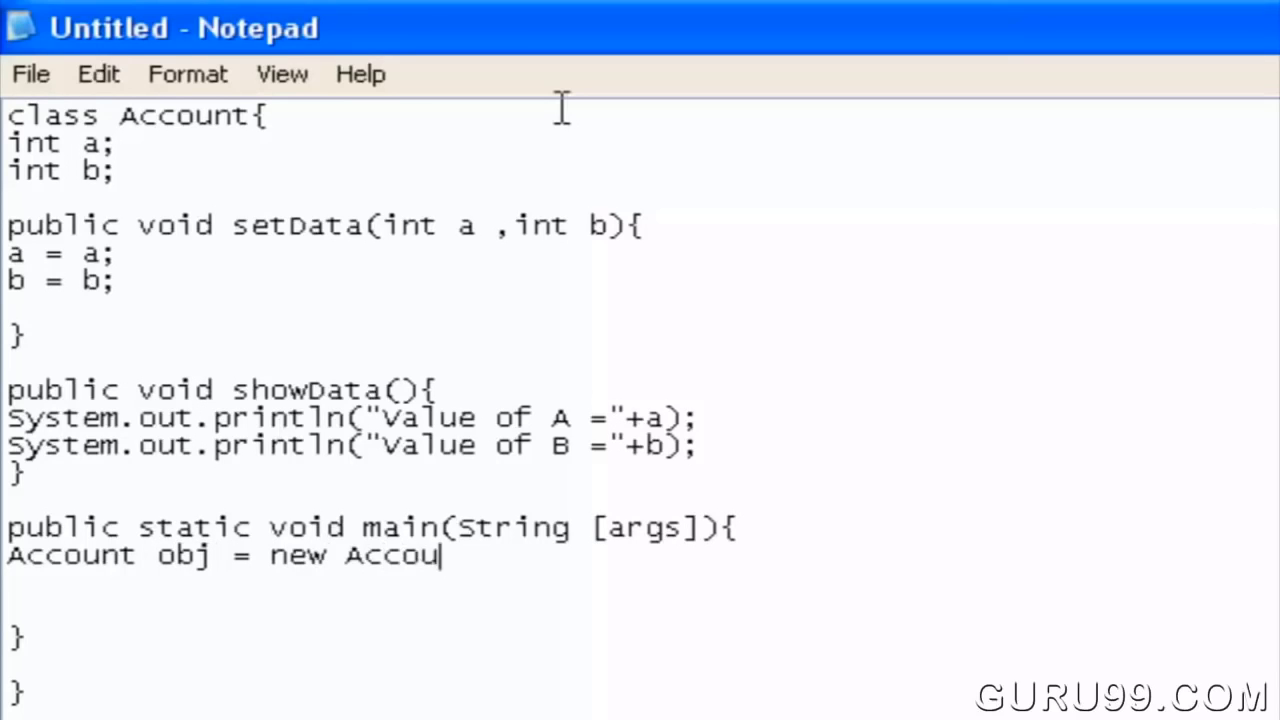 Untitled - Notepad
File Edit Format View Help
class Account{
int a;
int b;
public void setData(int a ,int b){
a = a;
b = b;
}
public void showData(){
System.out.println("Value of A ="+a);
System.out.println("Value of B ="+b);
}
public static void main(String [args]){
Account obj = new Accou
}
}
GURU99.COM